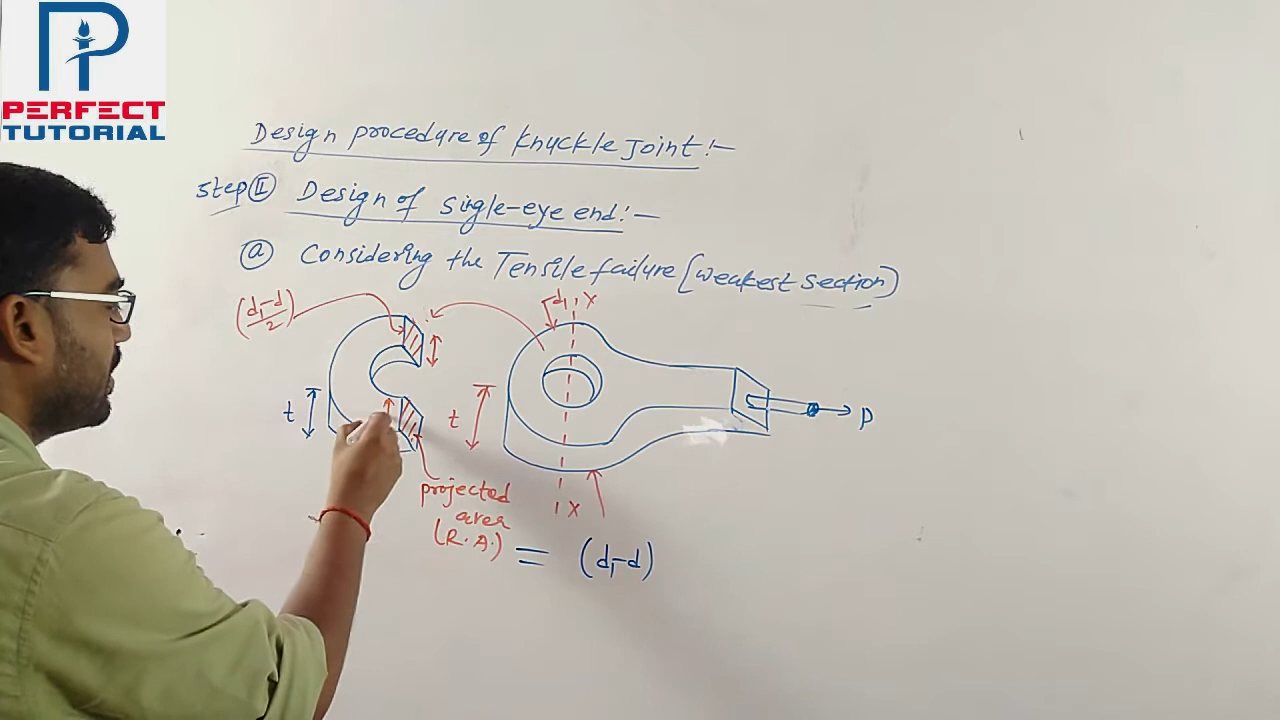 PERFECT
TUTORIAL
Design procedure of Knuckle Joint:-
Step II Design of single-eye end:-
a Considering the Tensile failure [weakest section)
(d₁-d/2)
d₁ X
t
t
P
X
projected
area
(R.A.) = (d₁-d)